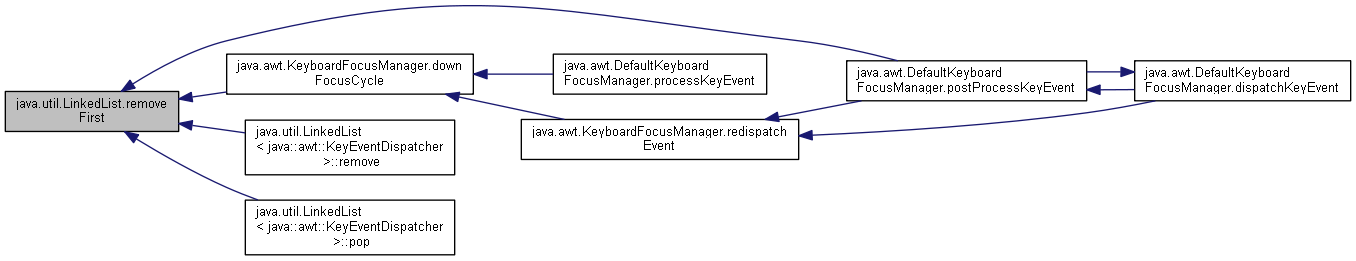 java.util.LinkedList.remove
First
java.awt.KeyboardFocusManager.down
FocusCycle
java.util.LinkedList
< java::awt::KeyEventDispatcher
>::remove
java.util.LinkedList
< java::awt::KeyEventDispatcher
>::pop
java.awt.DefaultKeyboard
FocusManager.processKeyEvent
java.awt.KeyboardFocusManager.redispatch
Event
java.awt.DefaultKeyboard
FocusManager.postProcessKeyEvent
java.awt.DefaultKeyboard
FocusManager.dispatchKeyEvent